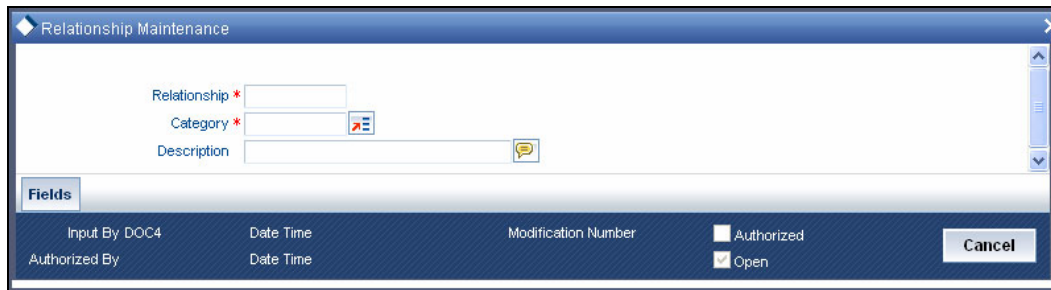 Relationship Maintenance
Relationship *
Category *
Description
Fields
Input By DOC4 Date Time Modification Number Authorized
Authorized By Date Time Open
Cancel